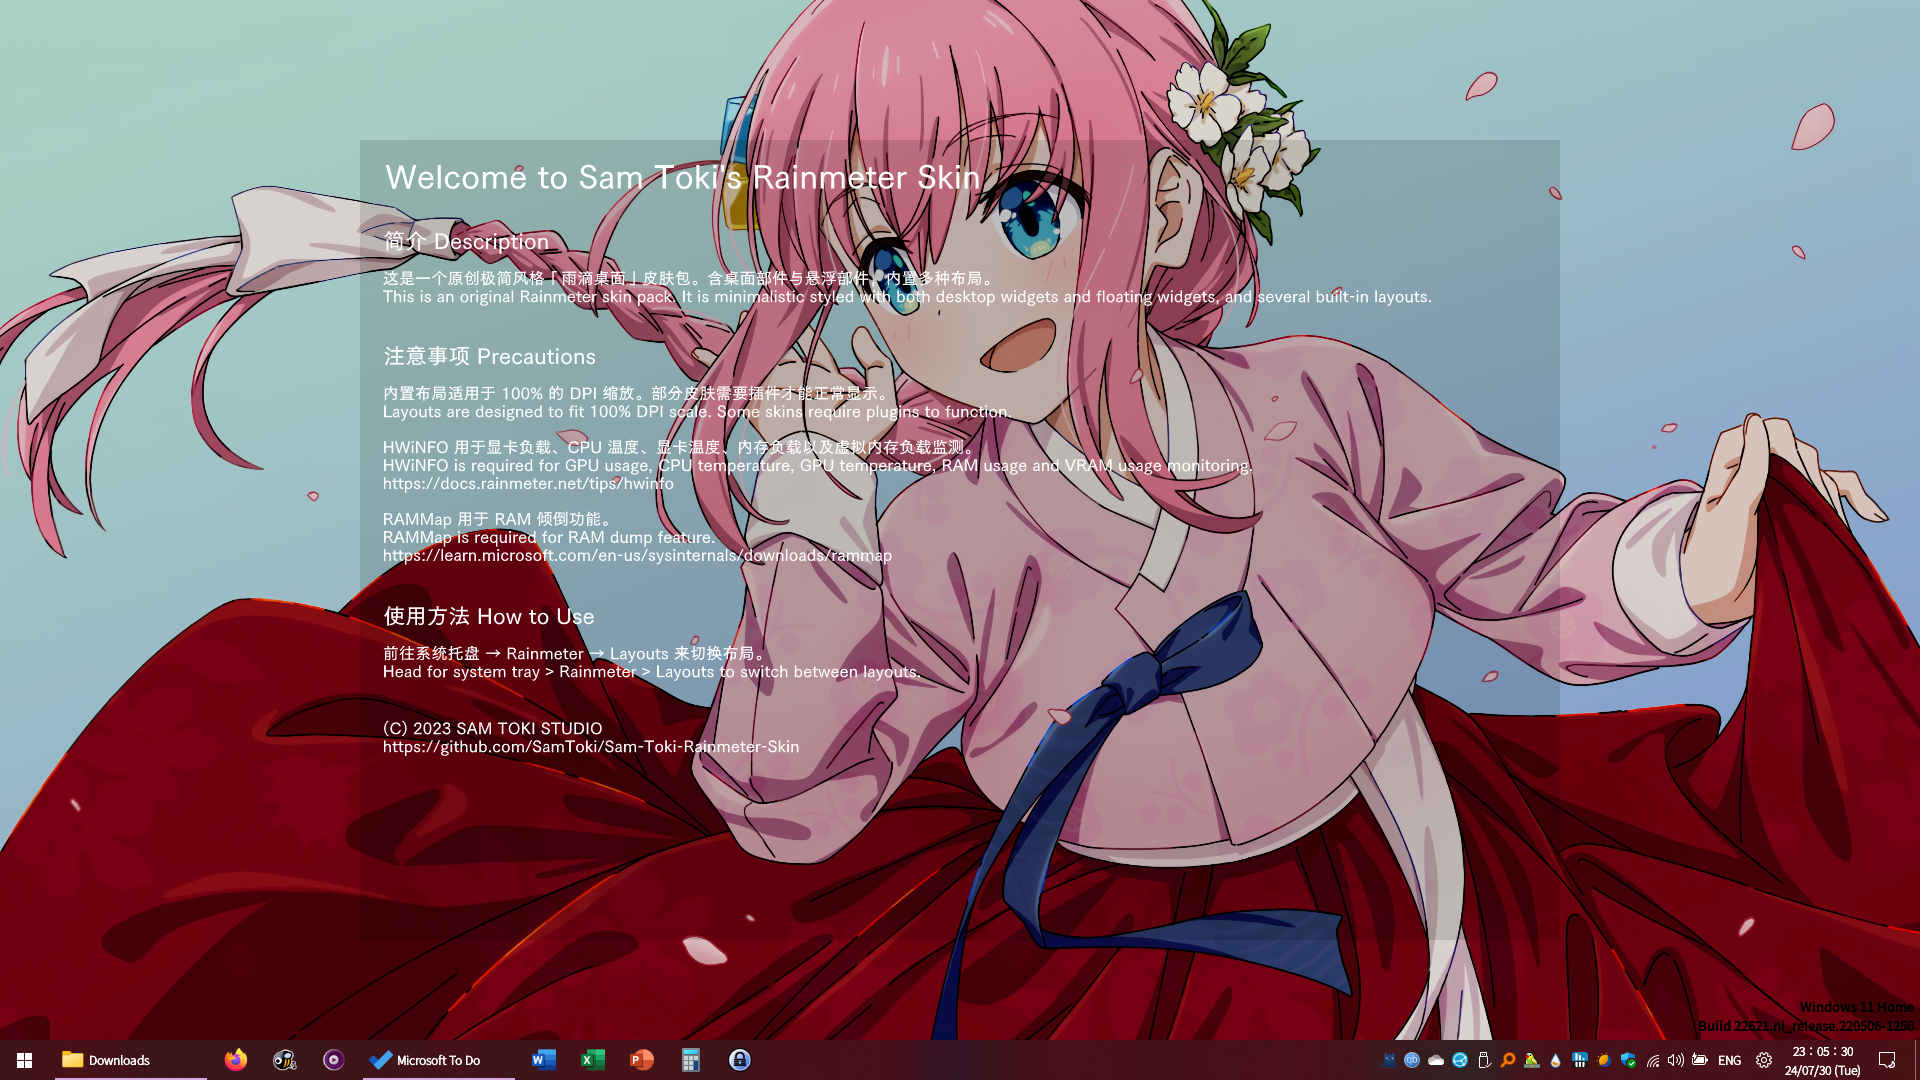 Welcome to Sam Toki's Rainmeter Skin
简介 Description
这是一个原创极简风格「雨滴桌面」皮肤包。含桌面部件与悬浮部件，内置多种布局。
This is an original Rainmeter skin pack. It is minimalistic styled with both desktop widgets and floating widgets, and several built-in layouts.
注意事项 Precautions
内置布局适用于 100% 的 DPI 缩放。部分皮肤需要插件才能正常显示。
Layouts are designed to fit 100% DPI scale. Some skins require plugins to function.
HWiNFO 用于显卡负载、CPU 温度、显卡温度、内存负载以及虚拟内存负载监测。
HWiNFO is required for GPU usage, CPU temperature, GPU temperature, RAM usage and VRAM usage monitoring.
https://docs.rainmeter.net/tips/hwinfo
RAMMap 用于 RAM 倾倒功能。
RAMMap is required for RAM dump feature.
https://learn.microsoft.com/en-us/sysinternals/downloads/rammap
使用方法 How to Use
前往系统托盘 → Rainmeter → Layouts 来切换布局。
Head for system tray > Rainmeter > Layouts to switch between layouts.
(C) 2023 SAM TOKI STUDIO
https://github.com/SamToki/Sam-Toki-Rainmeter-Skin
Windows 11 Home
Build 22621.ni_release.220506-1250
Downloads
Microsoft To Do
ENG
23：05：30
24/07/30 (Tue)